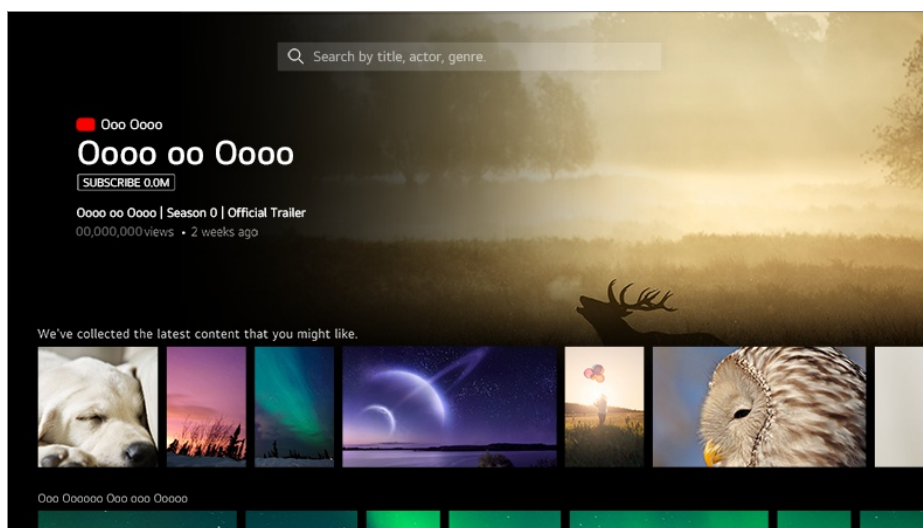 Search by title, actor, genre.
Ooo Oooo
Oooo oo Oooo
SUBSCRIBE 0.0M
Oooo oo Oooo | Season 0 | Official Trailer
00,000,000 views • 2 weeks ago
We've collected the latest content that you might like.
Ooo Oooooo Ooo ooo Ooooo